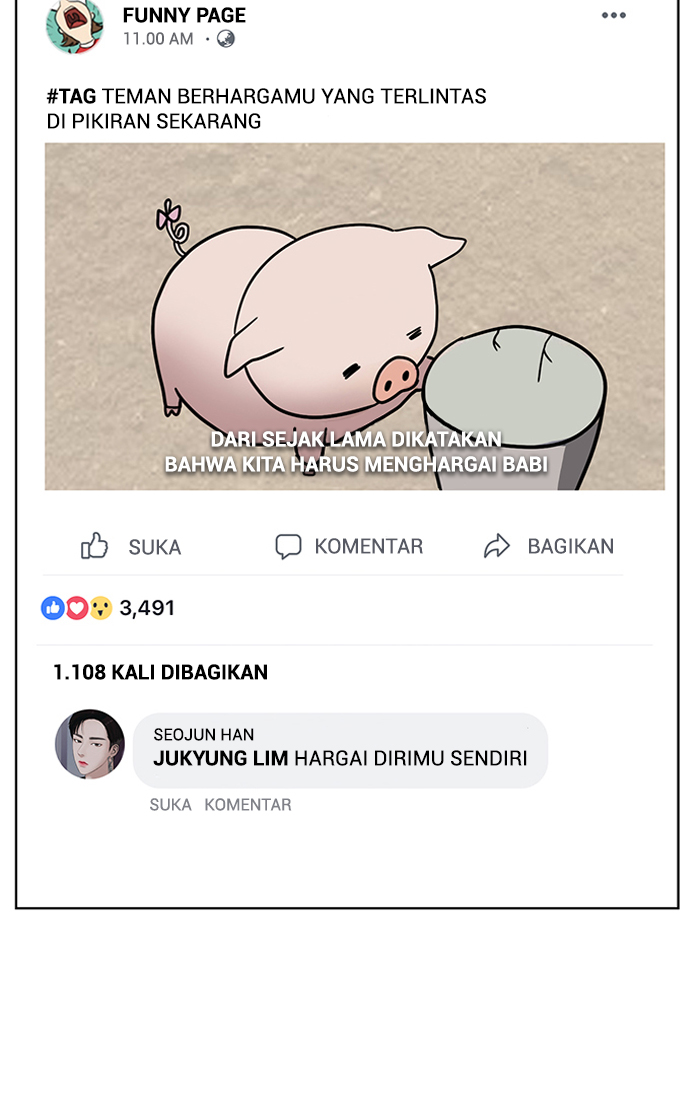 FUNNY PAGE
11.00 AM
#TAG TEMAN BERHARGAMU YANG TERLINTAS
DI PIKIRAN SEKARANG
DARI SEJAK LAMA DIKATAKAN
BAHWA KITA HARUS MENGHARGAI BABI
SUKA KOMENTAR BAGIKAN
3,491
1.108 KALI DIBAGIKAN
SEOJUN HAN
JUKYUNG LIM HARGAI DIRIMU SENDIRI
SUKA KOMENTAR